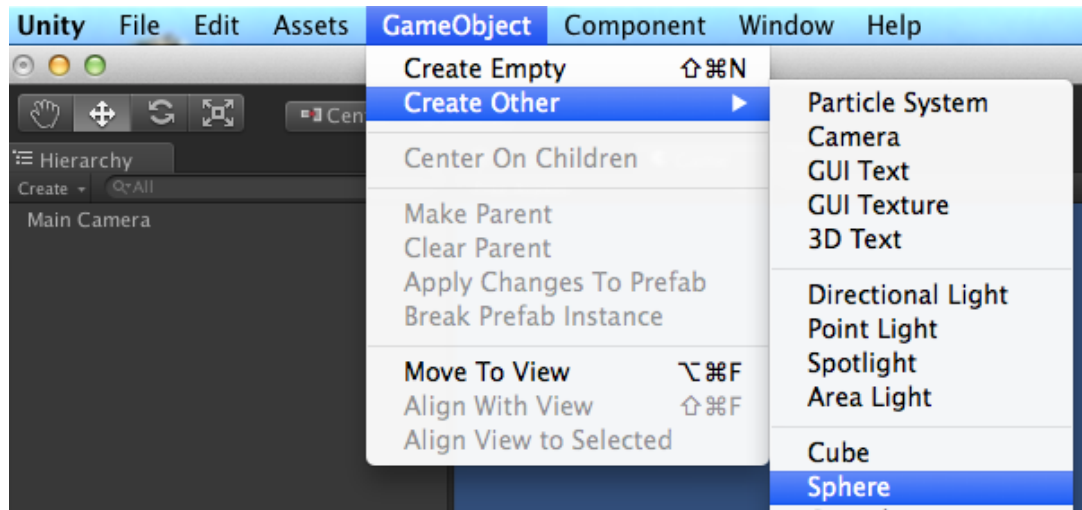 Unity File Edit Assets GameObject Component Window Help
Create Empty ⇧⌘N
Create Other ▶
Center On Children
Make Parent
Clear Parent
Apply Changes To Prefab
Break Prefab Instance
Move To View ⌥⌘F
Align With View ⇧⌘F
Align View to Selected
Particle System
Camera
GUI Text
GUI Texture
3D Text
Directional Light
Point Light
Spotlight
Area Light
Cube
Sphere
Cen
Hierarchy
Create All
Main Camera